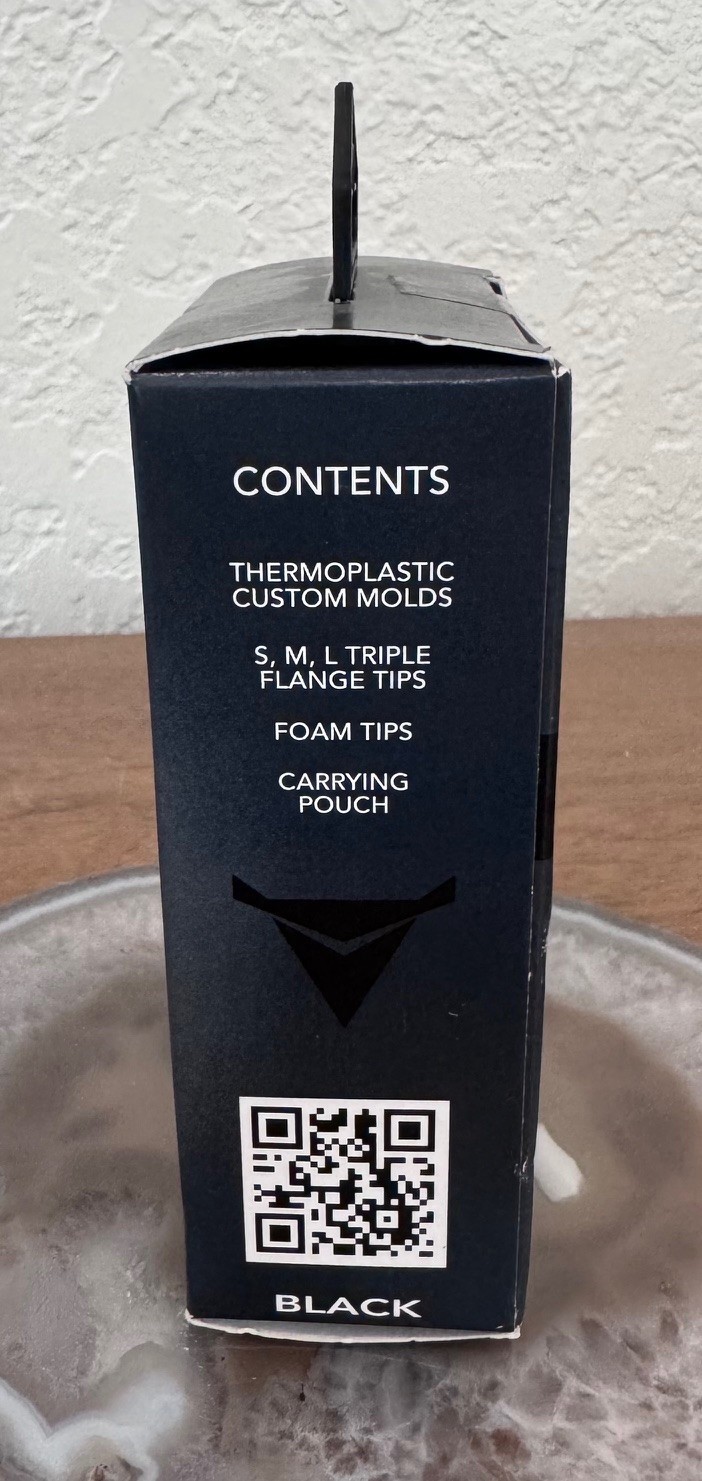 CONTENTS
THERMOPLASTIC
CUSTOM MOLDS
S, M, L TRIPLE
FLANGE TIPS
FOAM TIPS
CARRYING
POUCH
BLACK